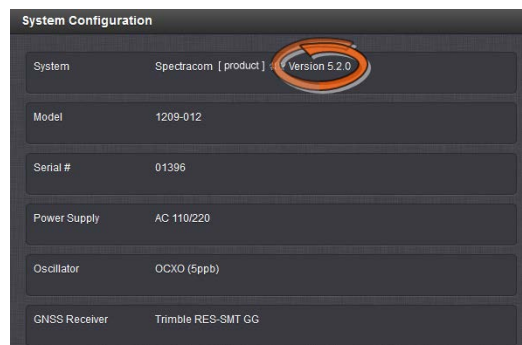 System Configuration
System Spectracom [ product ] Version 5.2.0
Model 1209-012
Serial # 01396
Power Supply AC 110/220
Oscillator OCXO (5ppb)
GNSS Receiver Trimble RES-SMT GG